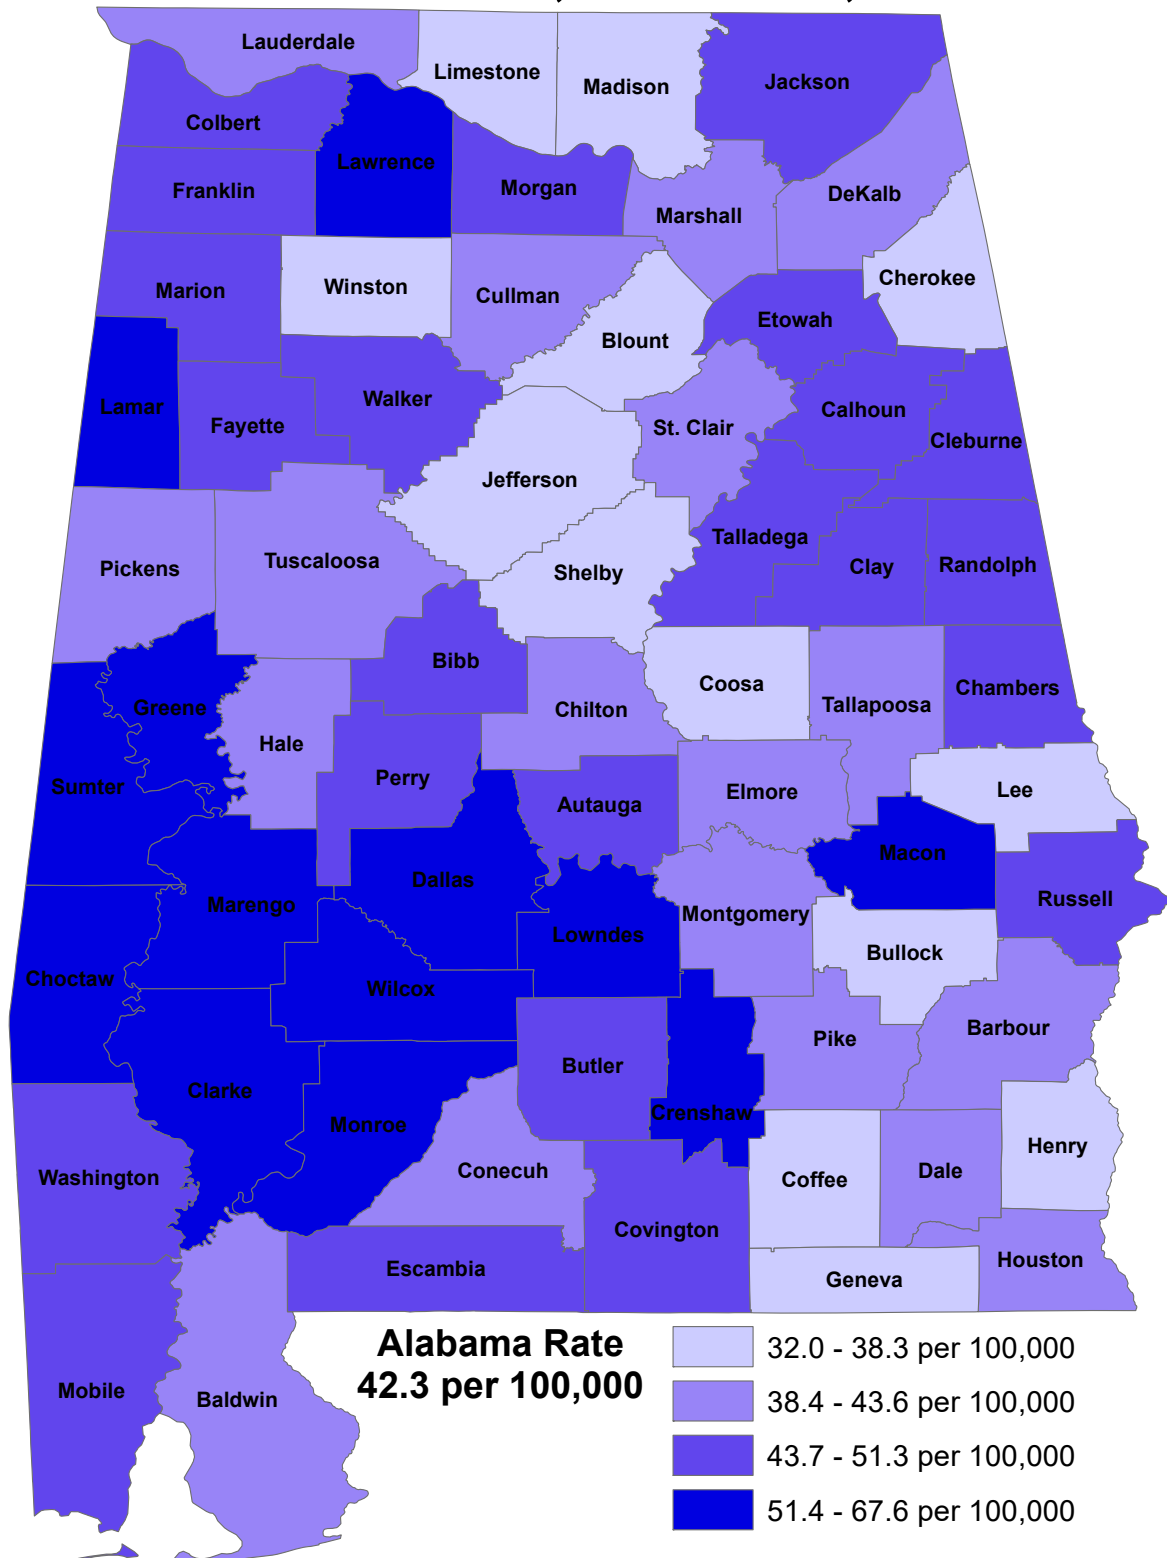 Lauderdale
Limestone
Madison
Jackson
Colbert
Lawrence
Franklin
Morgan
DeKalb
Marshall
Cherokee
Marion
Winston
Cullman
Etowah
Blount
Walker
Lamar
Calhoun
Fayette
St. Clair
Cleburne
Jefferson
Talladega
Pickens
Tuscaloosa
Shelby
Clay
Randolph
Bibb
Coosa
Chambers
Greene
Chilton
Tallapoosa
Hale
Perry
Sumter
Autauga
Elmore
Lee
Macon
Dallas
Marengo
Russell
Montgomery
Lowndes
Bullock
Choctaw
Wilcox
Barbour
Pike
Butler
Clarke
Crenshaw
Monroe
Henry
Washington
Conecuh
Coffee
Dale
Covington
Escambia
Houston
Geneva
Mobile
Baldwin
Alabama Rate
42.3 per 100,000
32.0 - 38.3 per 100,000
38.4 - 43.6 per 100,000
43.7 - 51.3 per 100,000
51.4 - 67.6 per 100,000